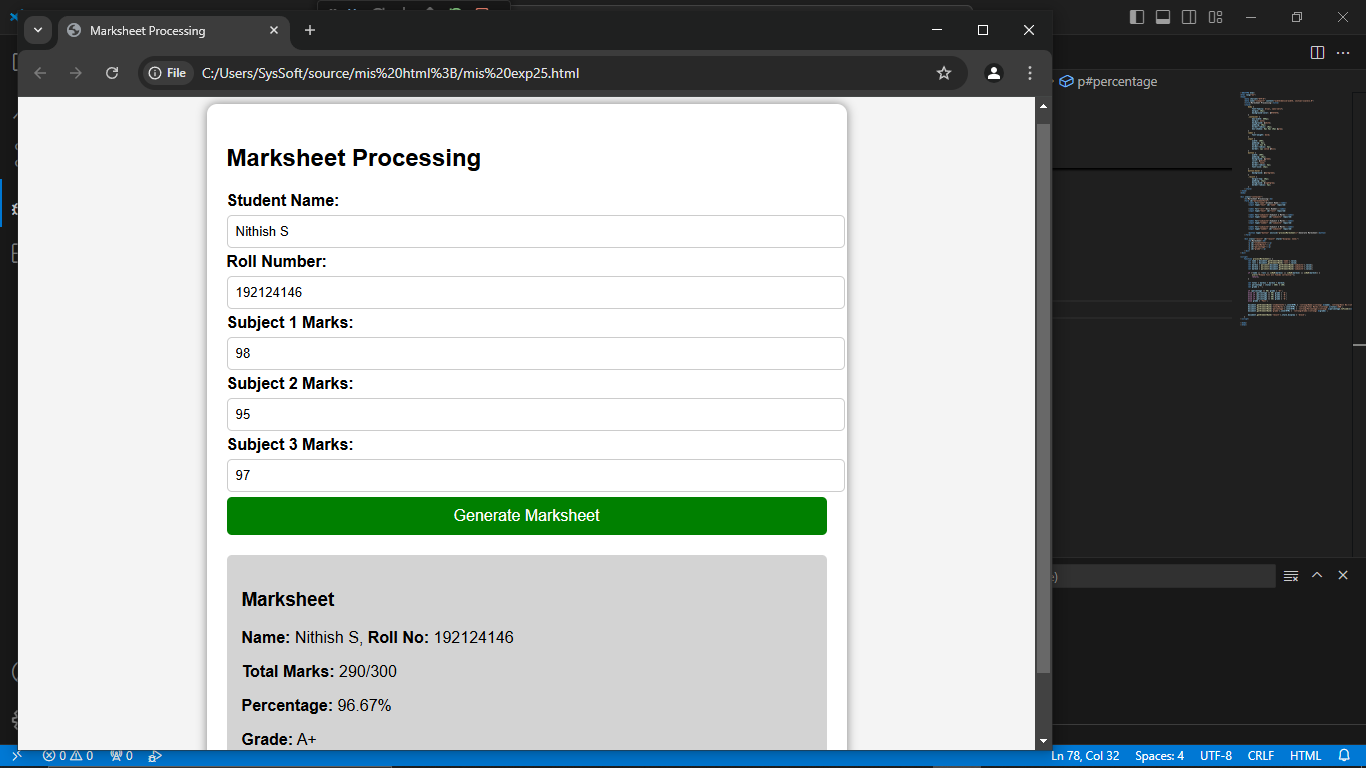 Marksheet Processing
File C:/Users/SysSoft/source/mis%20html%3B/mis%20exp25.html
p#percentage
Marksheet Processing
Student Name:
Nithish S
Roll Number:
192124146
Subject 1 Marks:
98
Subject 2 Marks:
95
Subject 3 Marks:
97
Generate Marksheet
Marksheet
Name: Nithish S, Roll No: 192124146
Total Marks: 290/300
Percentage: 96.67%
Grade: A+
0 0 0 Ln 78, Col 32 Spaces: 4 UTF-8 CRLF HTML